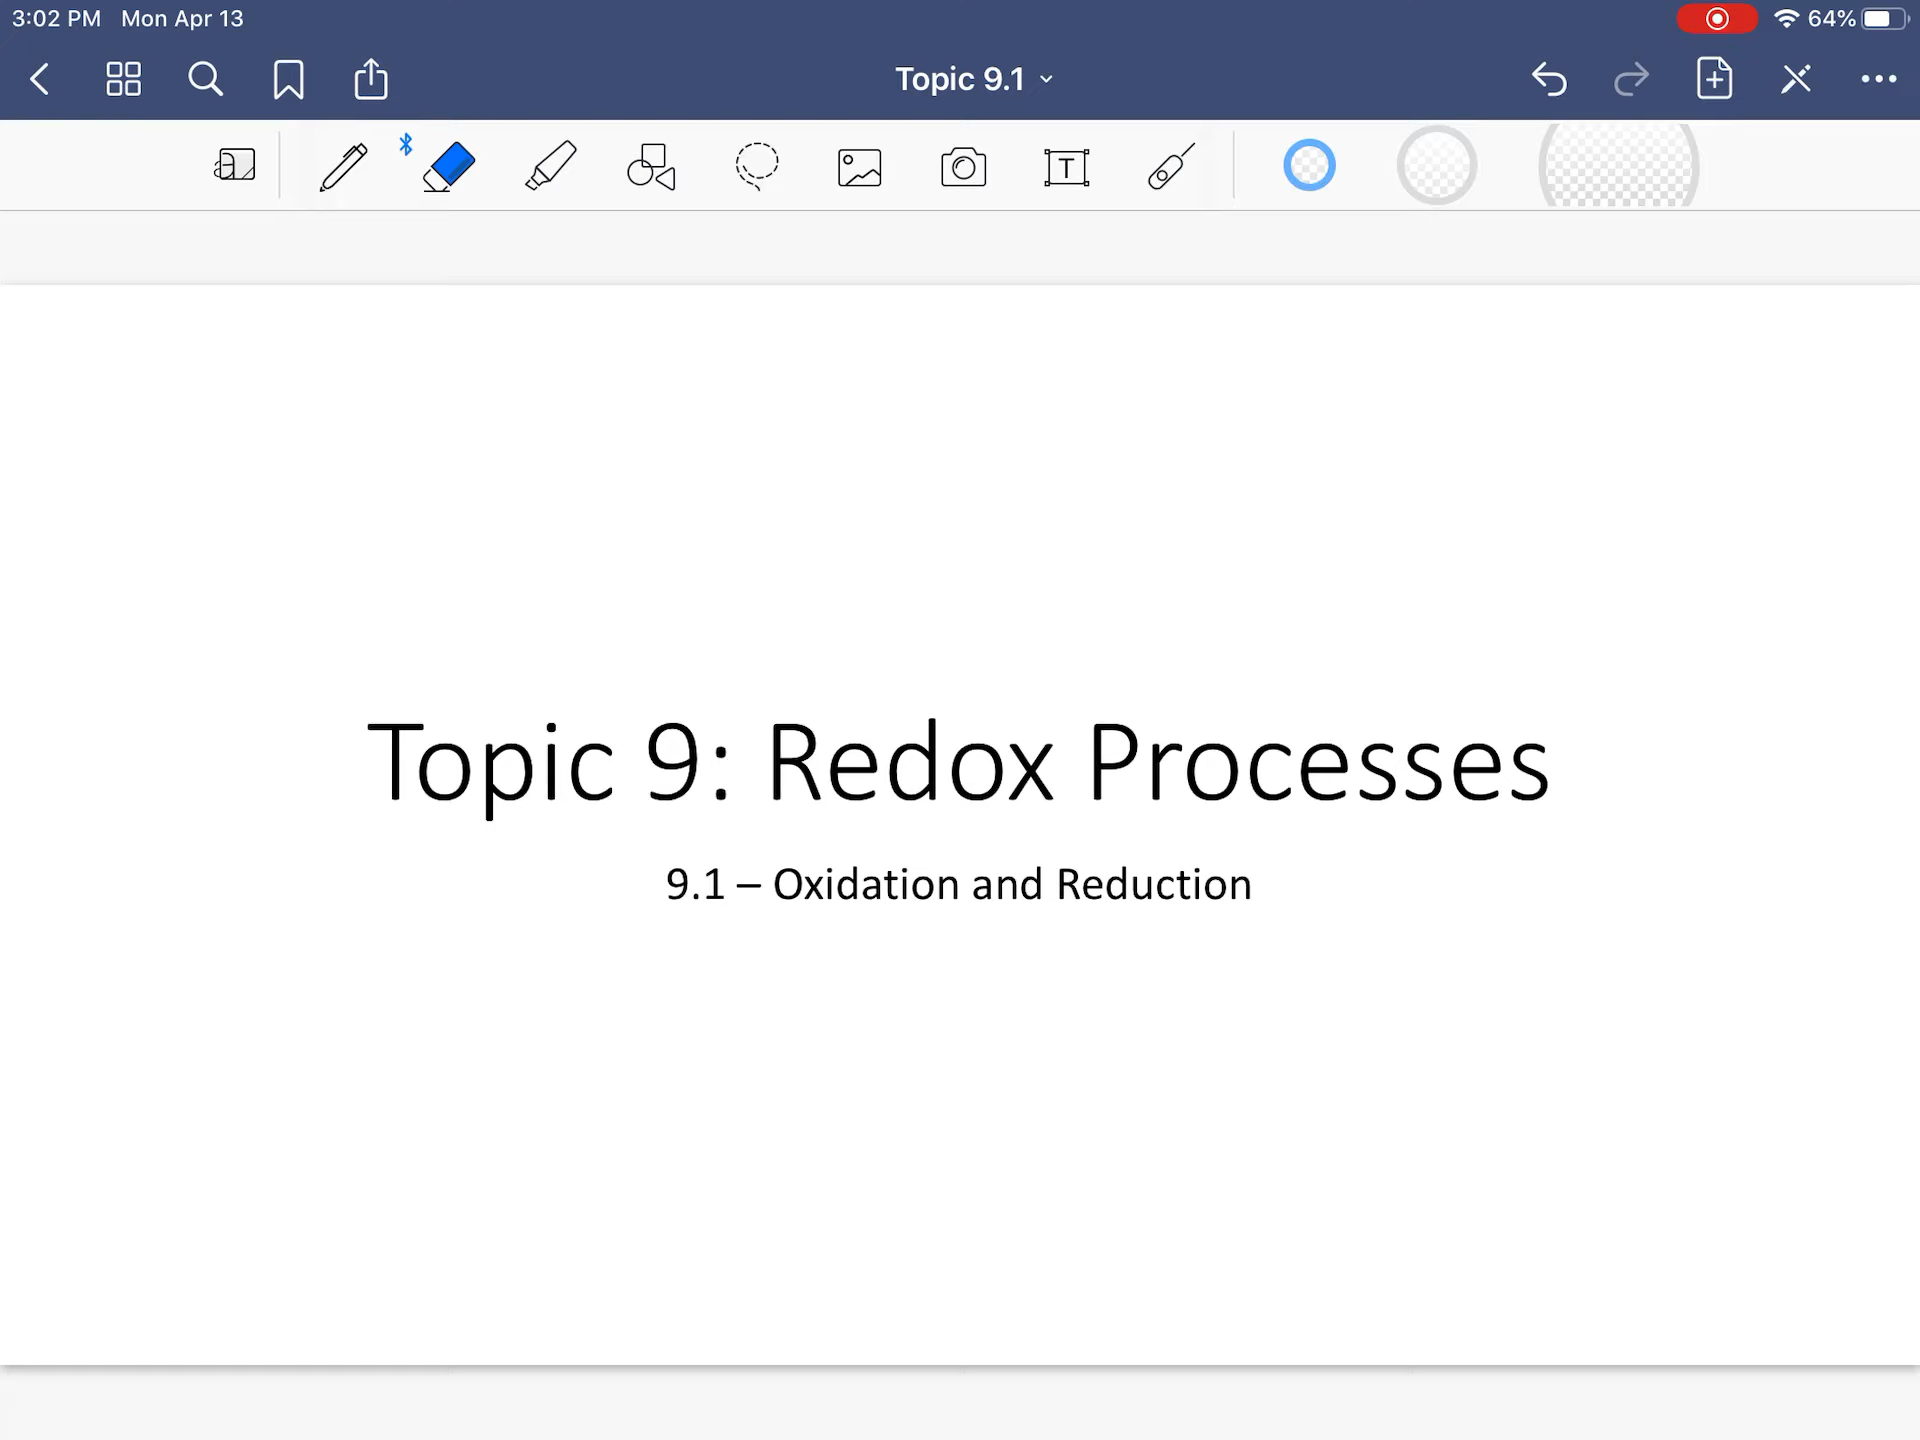 3:02 PM Mon Apr 13
64%
Topic 9.1
Topic 9: Redox Processes
9.1 – Oxidation and Reduction